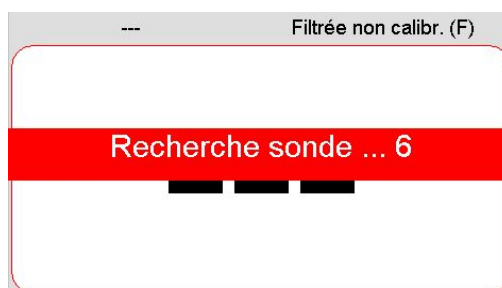 --- Filtrée non calibr. (F)
Recherche sonde ... 6